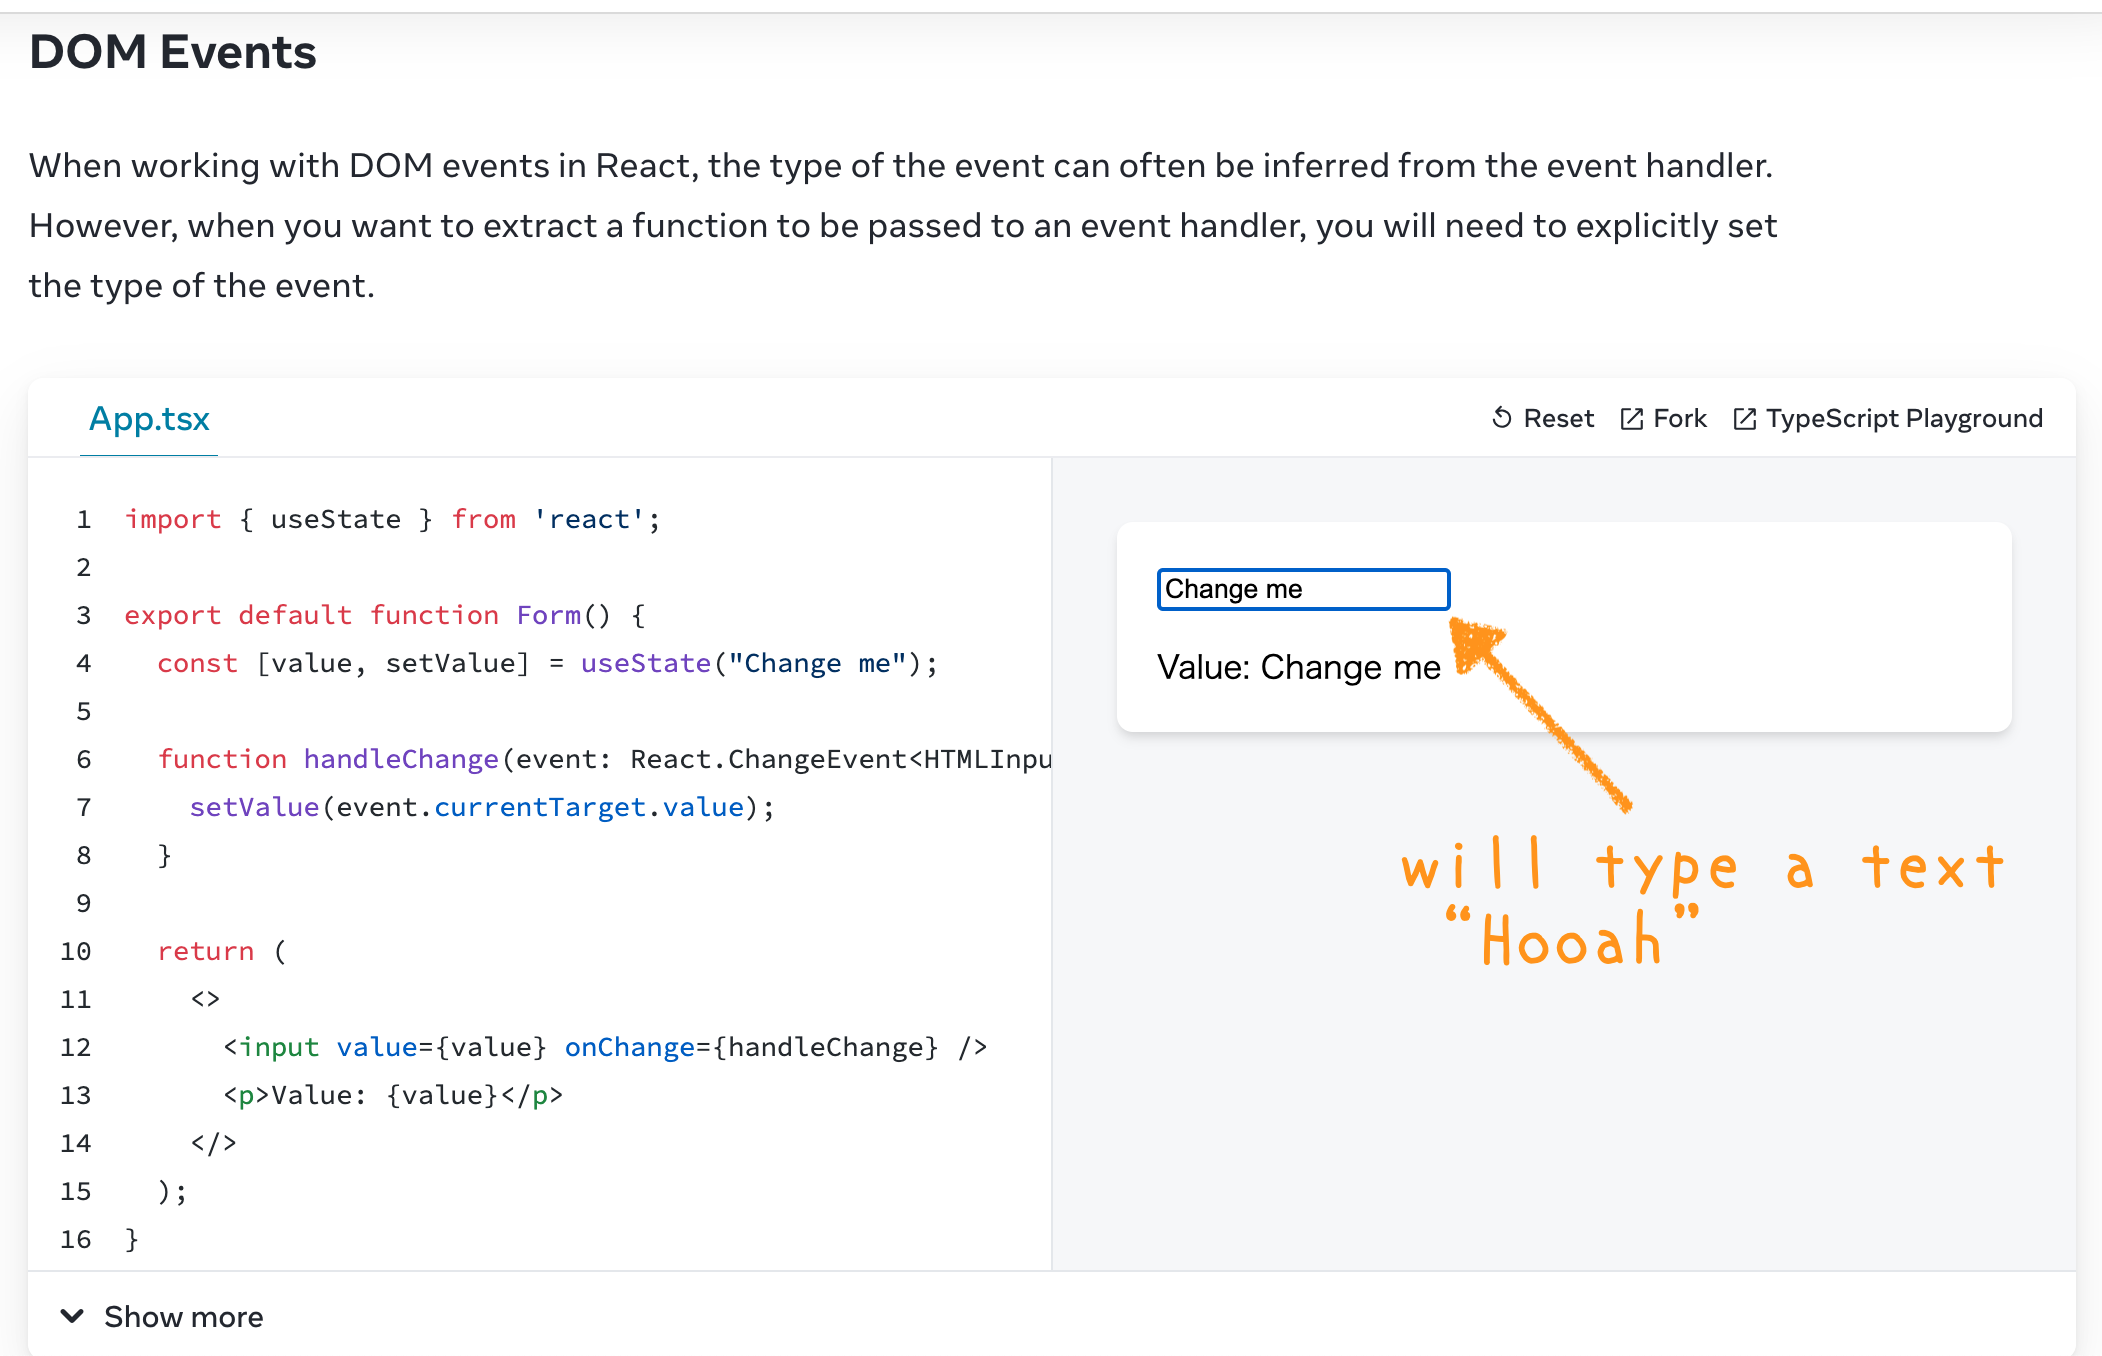 DOM Events
When working with DOM events in React, the type of the event can often be inferred from the event handler.
However, when you want to extract a function to be passed to an event handler, you will need to explicitly set
the type of the event.
App.tsx
Reset Fork TypeScript Playground
1 import { useState } from 'react';
2
3 export default function Form() {
4   const [value, setValue] = useState("Change me");
5
6   function handleChange(event: React.ChangeEvent<HTMLInpu
7     setValue(event.currentTarget.value);
8   }
9
10   return (
11     <>
12       <input value={value} onChange={handleChange} />
13       <p>Value: {value}</p>
14     </>
15   );
16 }
Change me
Value: Change me
will type a text
“Hooah”
Show more